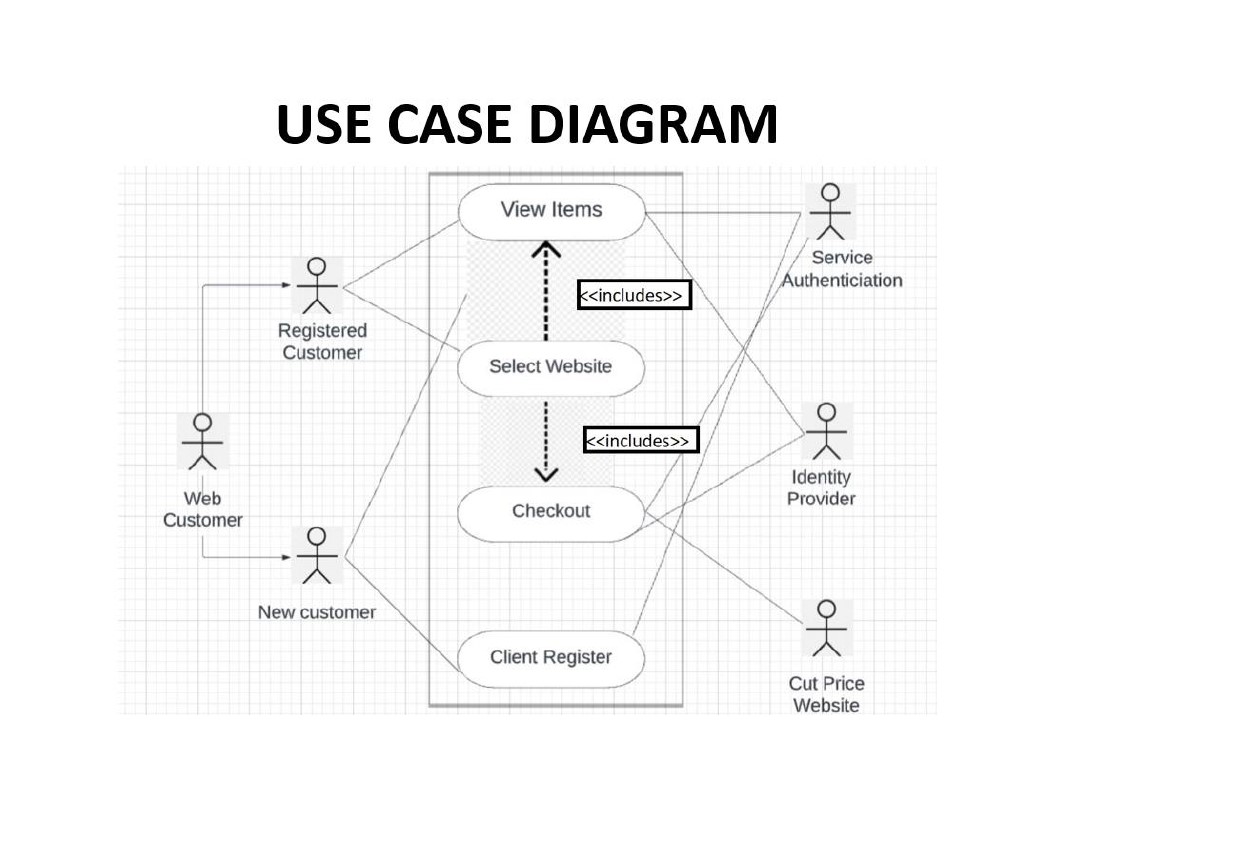 USE CASE DIAGRAM
View Items
Service
Authenticiation
<<includes>>
Registered
Customer
Select Website
<<includes>>
Identity
Provider
Web
Customer
Checkout
New customer
Client Register
Cut Price
Website